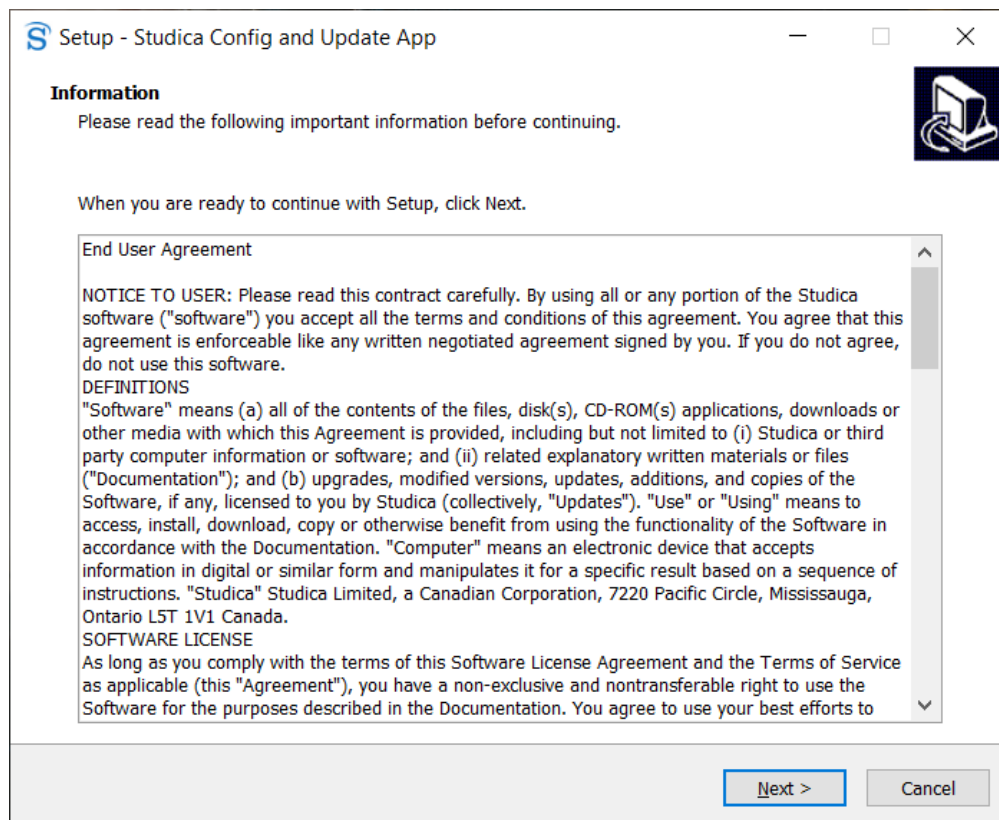 Setup - Studica Config and Update App
Information
Please read the following important information before continuing.
When you are ready to continue with Setup, click Next.
End User Agreement
NOTICE TO USER: Please read this contract carefully. By using all or any portion of the Studica
software ("software") you accept all the terms and conditions of this agreement. You agree that this
agreement is enforceable like any written negotiated agreement signed by you. If you do not agree,
do not use this software.
DEFINITIONS
"Software" means (a) all of the contents of the files, disk(s), CD-ROM(s) applications, downloads or
other media with which this Agreement is provided, including but not limited to (i) Studica or third
party computer information or software; and (ii) related explanatory written materials or files
("Documentation"); and (b) upgrades, modified versions, updates, additions, and copies of the
Software, if any, licensed to you by Studica (collectively, "Updates"). "Use" or "Using" means to
access, install, download, copy or otherwise benefit from using the functionality of the Software in
accordance with the Documentation. "Computer" means an electronic device that accepts
information in digital or similar form and manipulates it for a specific result based on a sequence of
instructions. "Studica" Studica Limited, a Canadian Corporation, 7220 Pacific Circle, Mississauga,
Ontario L5T 1V1 Canada.
SOFTWARE LICENSE
As long as you comply with the terms of this Software License Agreement and the Terms of Service
as applicable (this "Agreement"), you have a non-exclusive and nontransferable right to use the
Software for the purposes described in the Documentation. You agree to use your best efforts to
Next >
Cancel